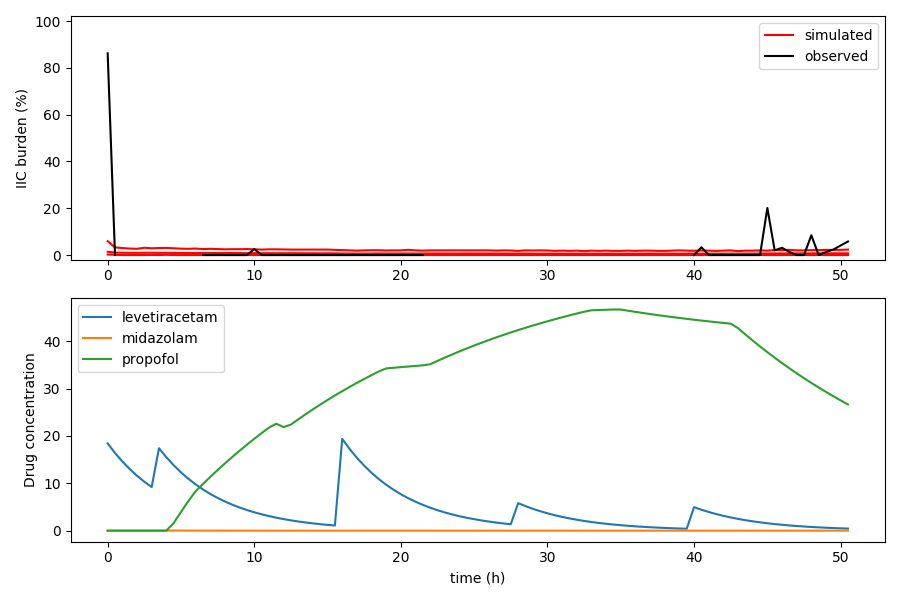 100
80
60
40
20
0
IIC burden (%)
simulated
observed
0 10 20 30 40 50
40
30
20
10
0
Drug concentration
levetiracetam
midazolam
propofol
0 10 20 30 40 50
time (h)